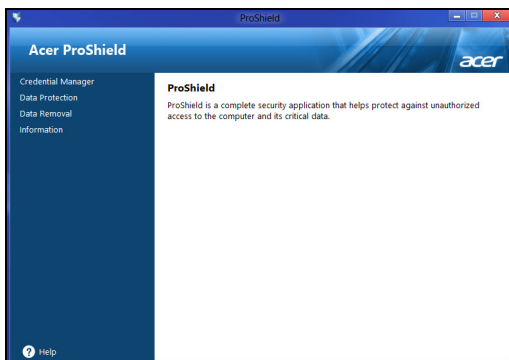 ProShield
Acer ProShield
acer
Credential Manager
Data Protection
Data Removal
Information
ProShield
ProShield is a complete security application that helps protect against unauthorized
access to the computer and its critical data.
? Help